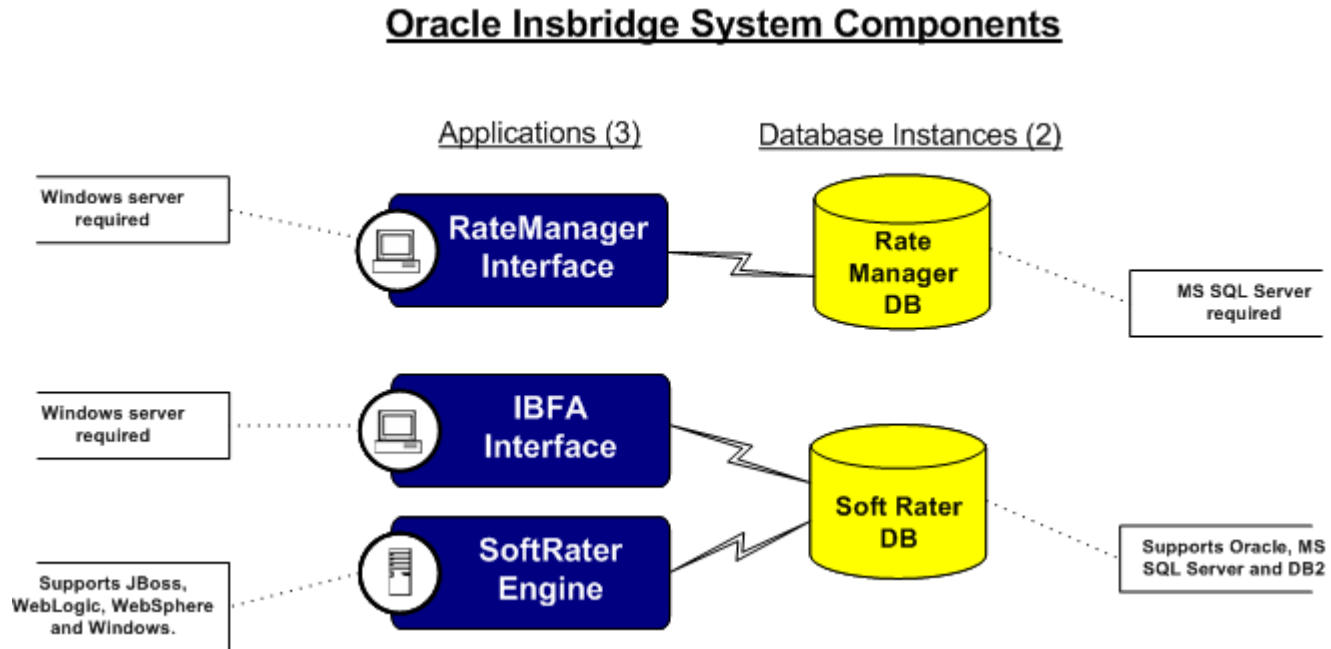 Oracle Insbridge System Components
Applications (3)
Database Instances (2)
Windows server
required
RateManager
Interface
Rate
Manager
DB
MS SQL Server
required
Windows server
required
IBFA
Interface
Soft Rater
DB
Supports Oracle, MS
SQL Server and DB2
SoftRater
Engine
Supports JBoss,
WebLogic, WebSphere
and Windows.